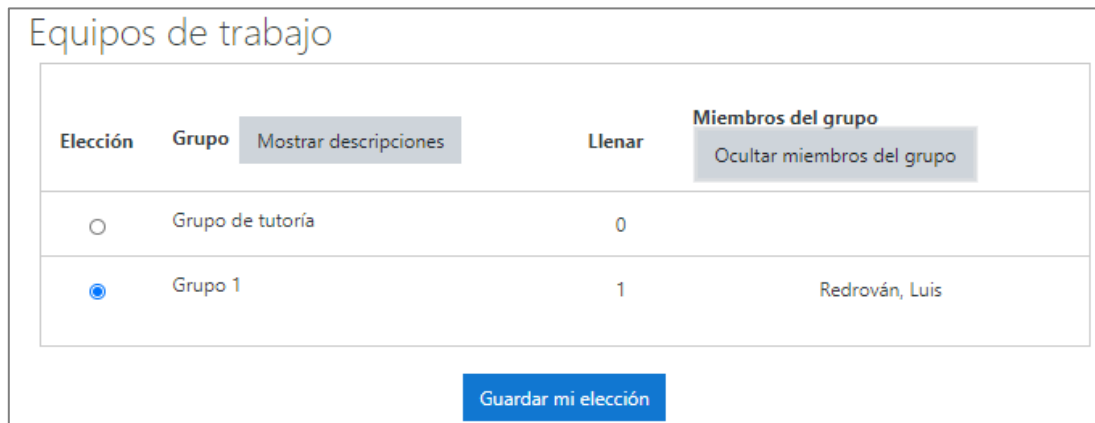 Equipos de trabajo
Elección Grupo Mostrar descripciones Llenar Miembros del grupo
Ocultar miembros del grupo
Grupo de tutoría 0
Grupo 1 1 Redrován, Luis
Guardar mi elección